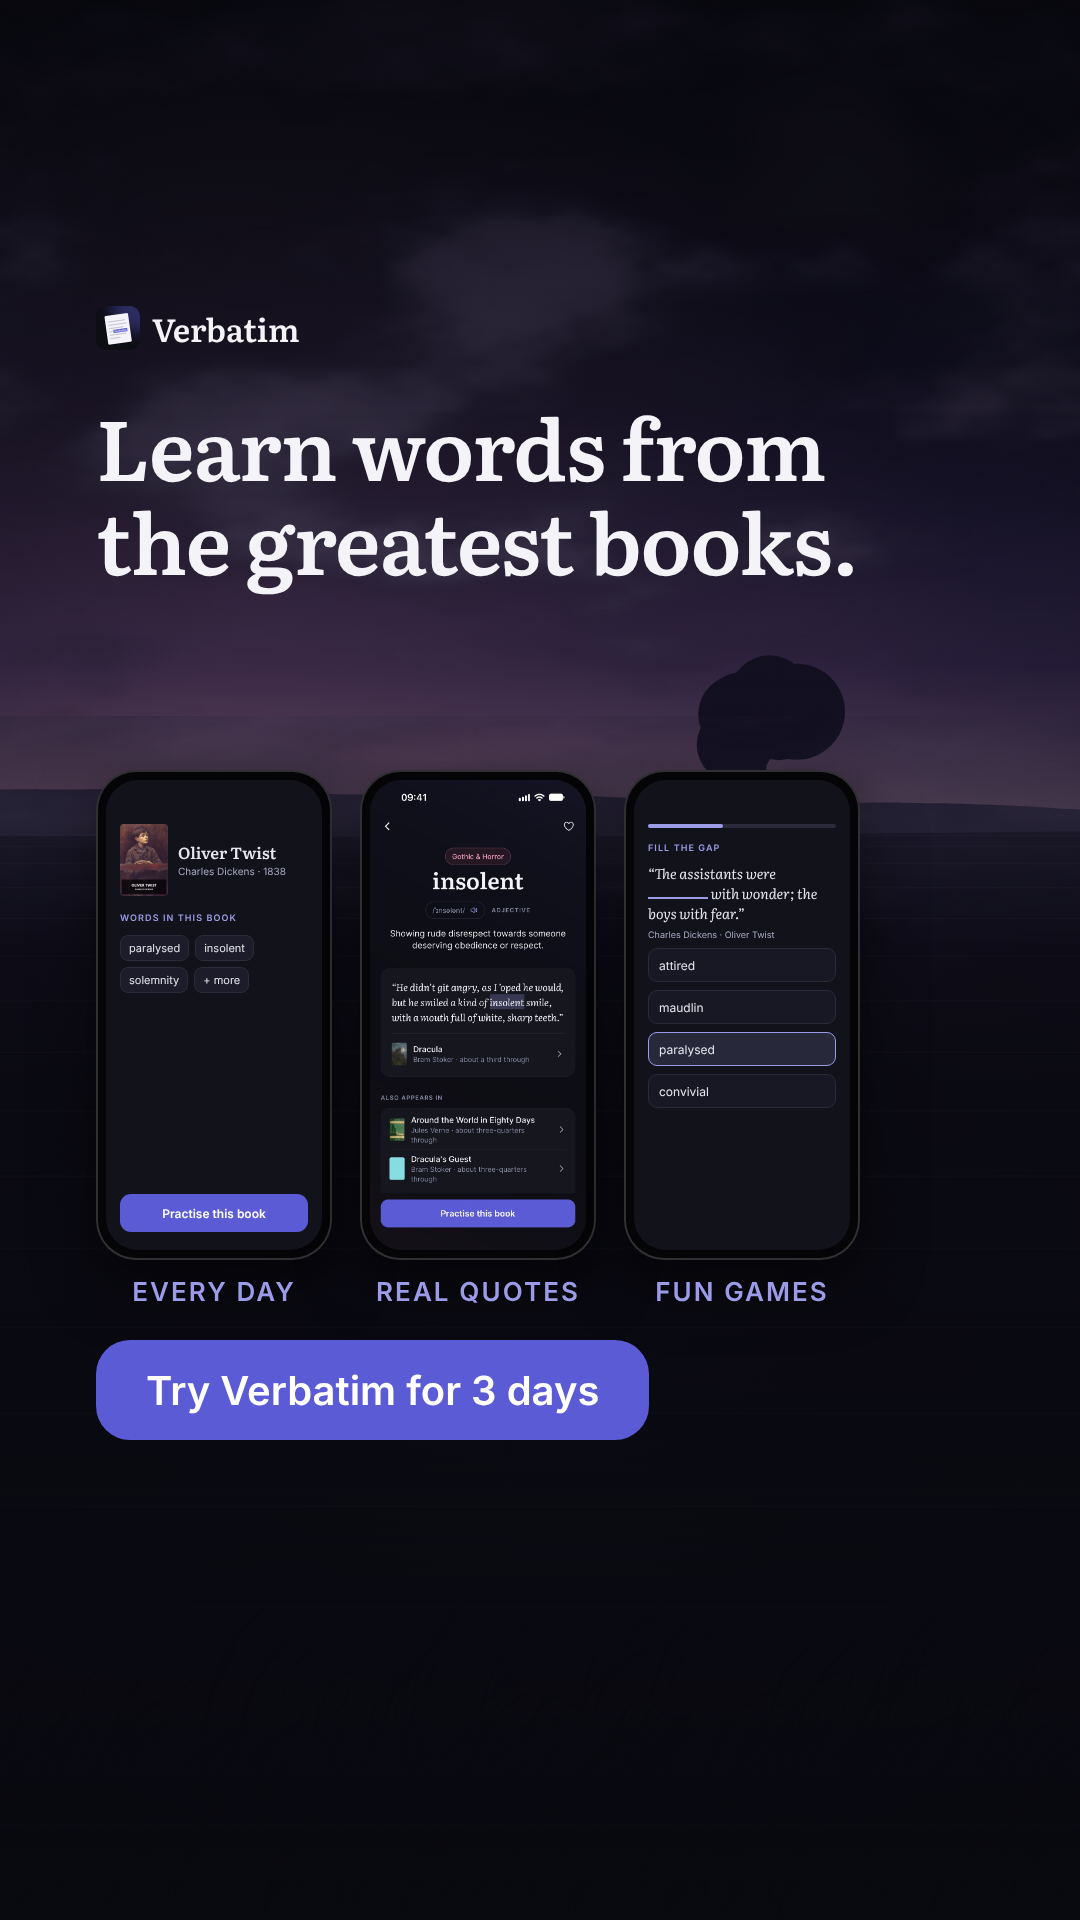 Verbatim
Learn words from
the greatest books.
Oliver Twist
Charles Dickens · 1838
WORDS IN THIS BOOK
paralysed
insolent
solemnity
+ more
Practise this book
EVERY DAY
09:41
Gothic & Horror
insolent
ADJECTIVE
Showing rude disrespect towards someone
deserving obedience or respect.
“He didn’t git angry, as I ’oped he would,
but he smiled a kind of insolent smile,
with a mouth full of white, sharp teeth.”
Dracula
Bram Stoker · about a third through
ALSO APPEARS IN
Around the World in Eighty Days
Jules Verne · about three-quarters
through
Dracula’s Guest
Bram Stoker · about three-quarters
through
Practise this book
REAL QUOTES
FILL THE GAP
“The assistants were
with wonder; the
boys with fear.”
Charles Dickens · Oliver Twist
attired
maudlin
paralysed
convivial
FUN GAMES
Try Verbatim for 3 days